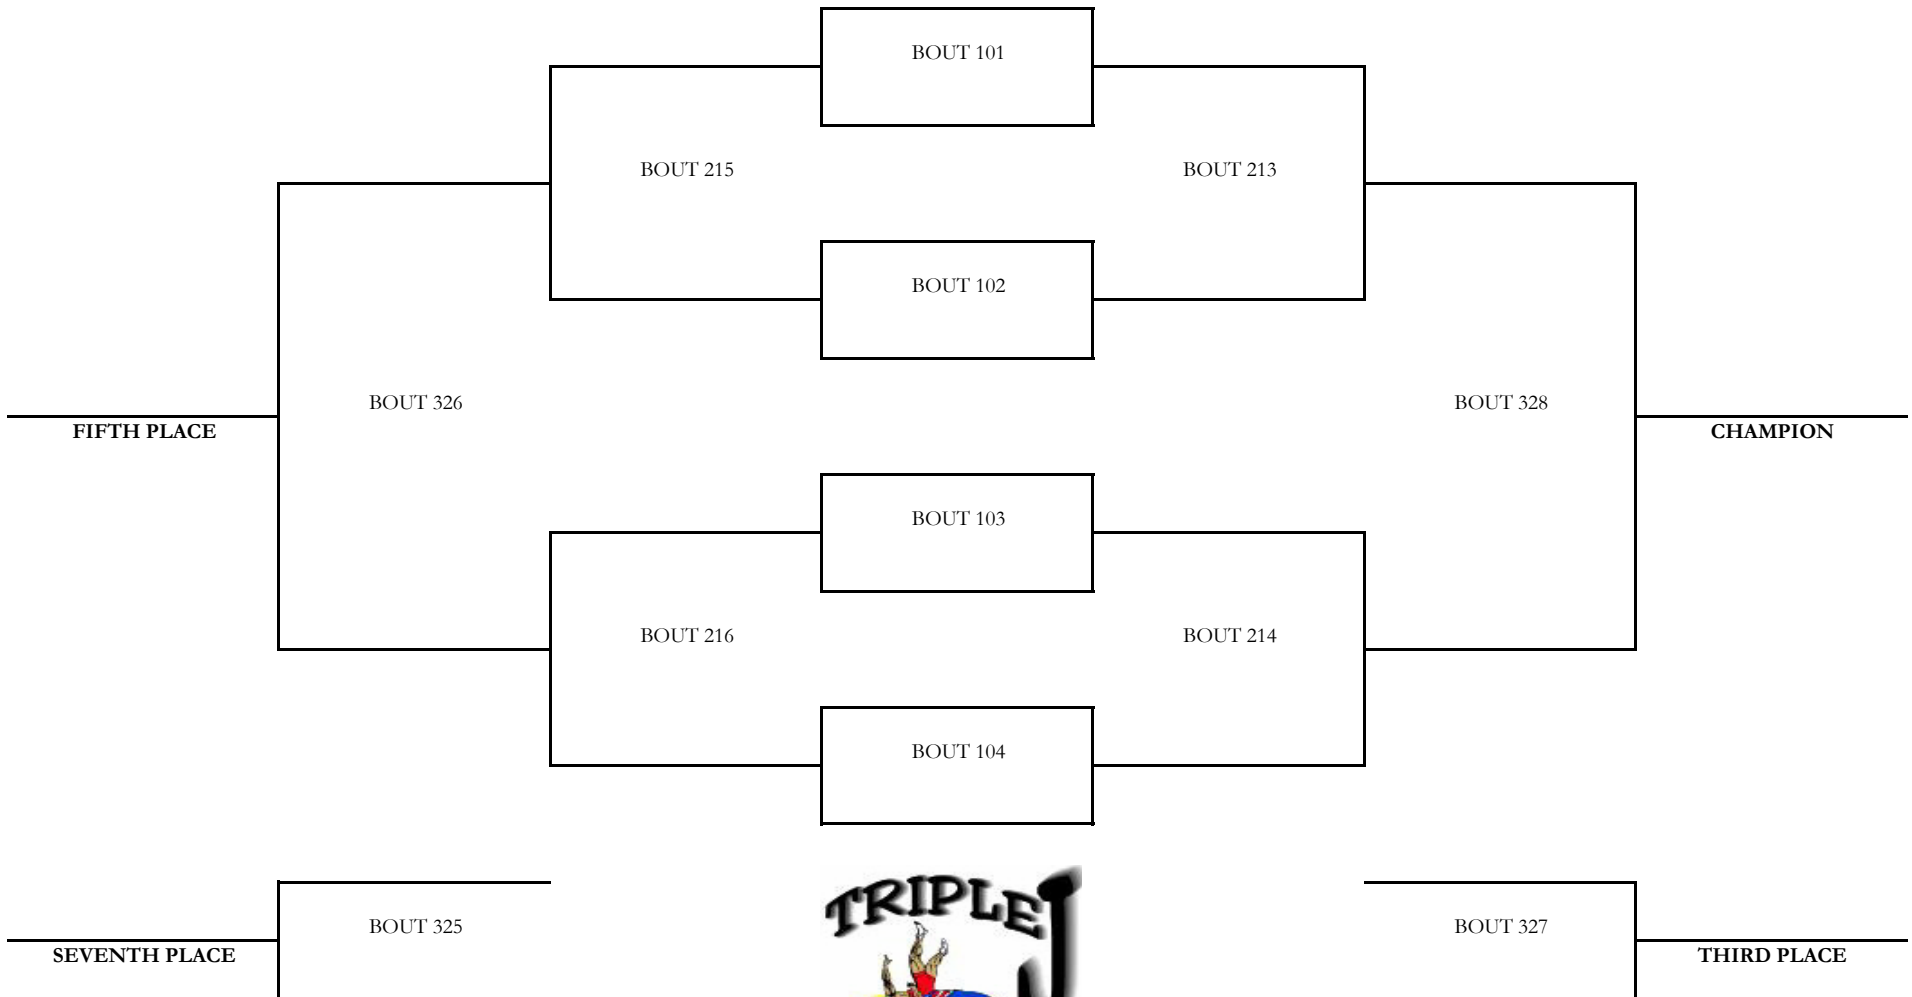 BOUT 101
BOUT 215
BOUT 213
BOUT 102
BOUT 326
BOUT 328
FIFTH PLACE
CHAMPION
BOUT 103
BOUT 216
BOUT 214
BOUT 104
TRIPLE J
BOUT 325
BOUT 327
SEVENTH PLACE
THIRD PLACE